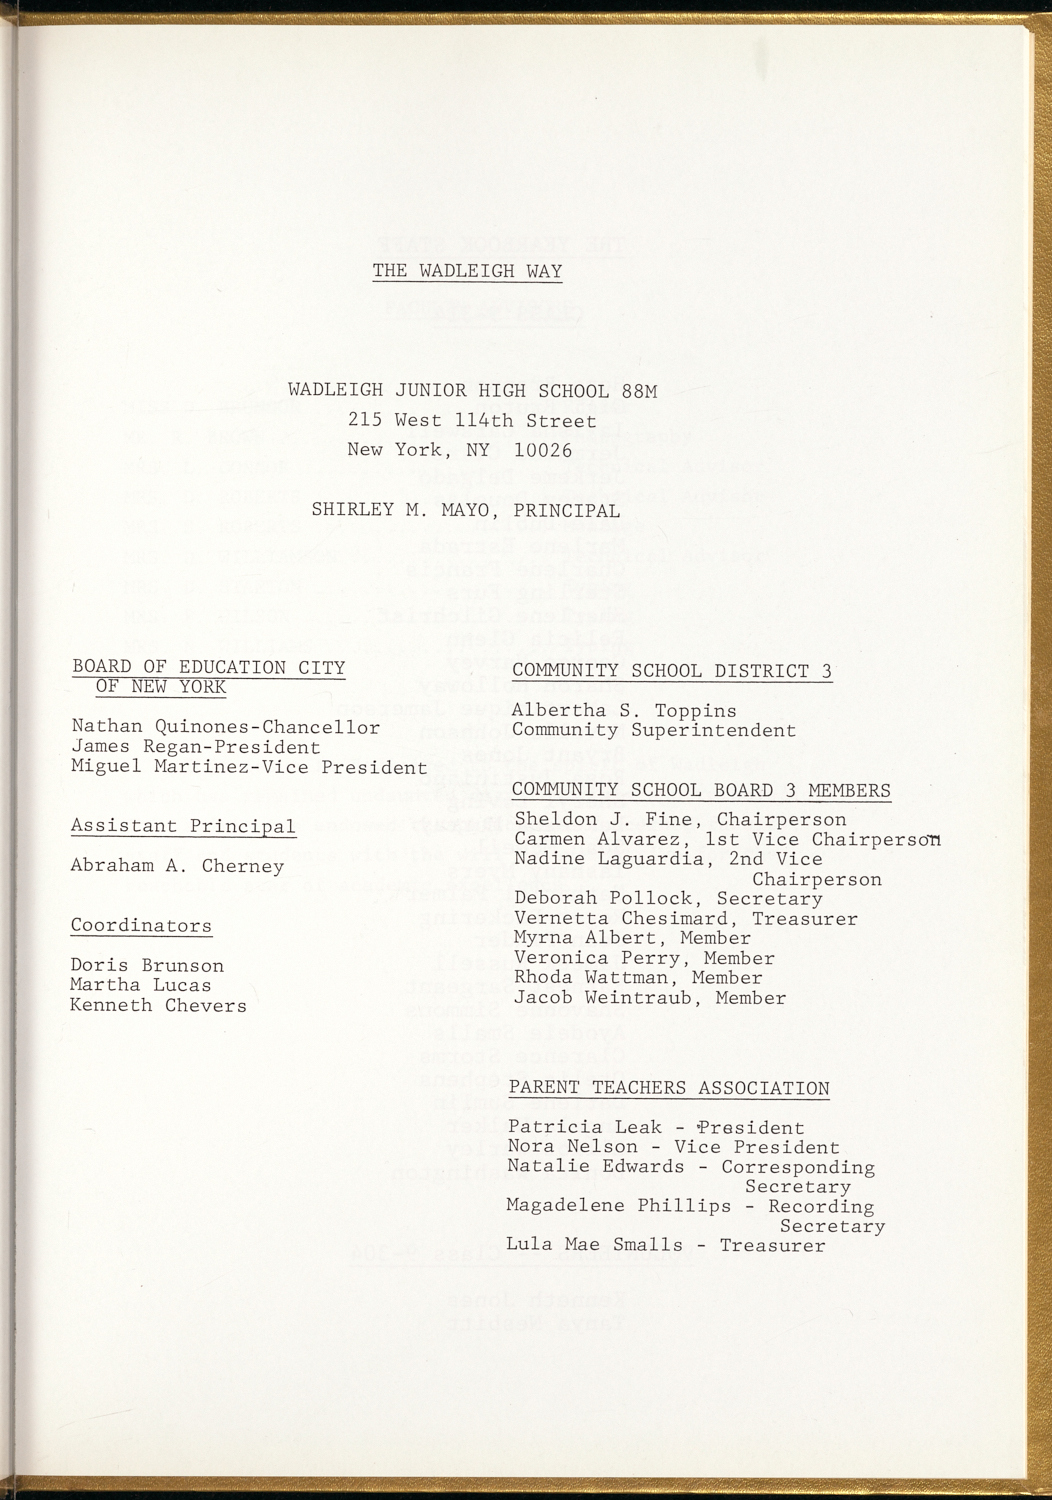 THE WADLEIGH WAY
WADLEIGH JUNIOR HIGH SCHOOL 88M
215 West 114th Street
New York, NY 10026
SHIRLEY M. MAYO, PRINCIPAL
BOARD OF EDUCATION CITY
OF NEW YORK
Nathan Quinones-Chancellor
James Regan-President
Miguel Martinez-Vice President
Assistant Principal
Abraham A. Cherney
Coordinators
Doris Brunson
Martha Lucas
Kenneth Chevers
COMMUNITY SCHOOL DISTRICT 3
Albertha S. Toppins
Community Superintendent
COMMUNITY SCHOOL BOARD 3 MEMBERS
Sheldon J. Fine, Chairperson
Carmen Alvarez, 1st Vice Chairperson
Nadine Laguardia, 2nd Vice
Chairperson
Deborah Pollock, Secretary
Vernetta Chesimard, Treasurer
Myrna Albert, Member
Veronica Perry, Member
Rhoda Wattman, Member
Jacob Weintraub, Member
PARENT TEACHERS ASSOCIATION
Patricia Leak - President
Nora Nelson - Vice President
Natalie Edwards - Corresponding
Secretary
Magadelene Phillips - Recording
Secretary
Lula Mae Smalls - Treasurer